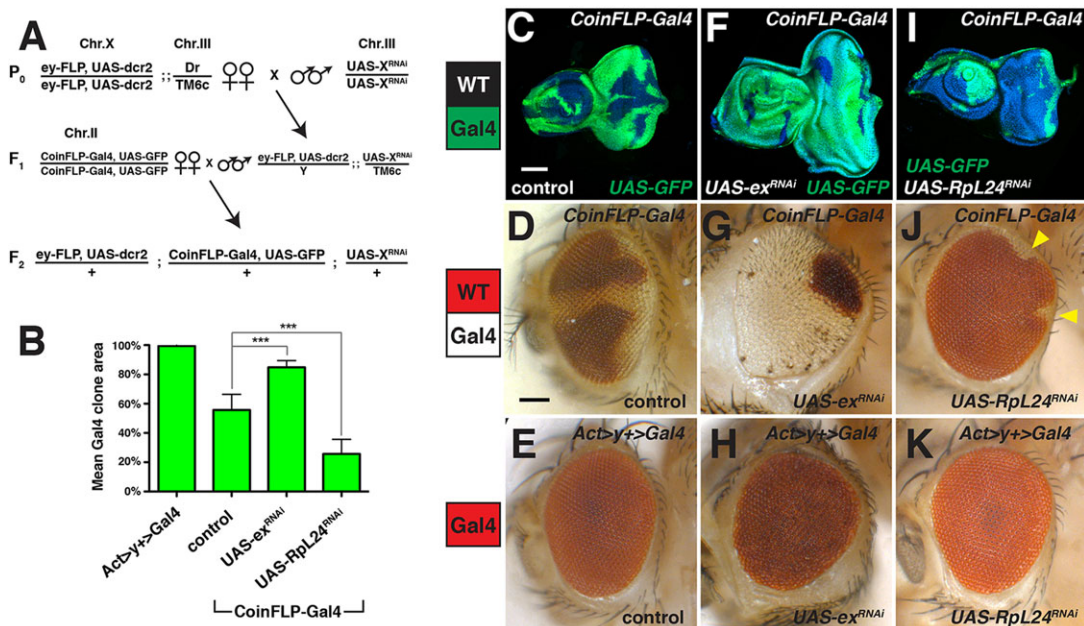 A
Chr.X
Chr.III
Chr.III
P0
ey-FLP, UAS-dcr2
ey-FLP, UAS-dcr2
;;
Dr
TM6c
♀♀ x ♂♂
UAS-X^RNAi
UAS-X^RNAi
Chr.II
F1
CoinFLP-Gal4, UAS-GFP
CoinFLP-Gal4, UAS-GFP
♀♀ x ♂♂
ey-FLP, UAS-dcr2
Y
;;
UAS-X^RNAi
TM6c
F2
ey-FLP, UAS-dcr2
+
;
CoinFLP-Gal4, UAS-GFP
+
;
UAS-X^RNAi
+
B
Mean Gal4 clone area
100%
80%
60%
40%
20%
0%
***
***
Act>y+>Gal4
control
UAS-ex^RNAi
UAS-RpL24^RNAi
CoinFLP-Gal4
WT
Gal4
C
CoinFLP-Gal4
control
UAS-GFP
F
CoinFLP-Gal4
UAS-ex^RNAi
UAS-GFP
I
CoinFLP-Gal4
UAS-GFP
UAS-RpL24^RNAi
WT
Gal4
D
CoinFLP-Gal4
control
G
CoinFLP-Gal4
UAS-ex^RNAi
J
CoinFLP-Gal4
UAS-RpL24^RNAi
Gal4
E
Act>y+>Gal4
control
H
Act>y+>Gal4
UAS-ex^RNAi
K
Act>y+>Gal4
UAS-RpL24^RNAi